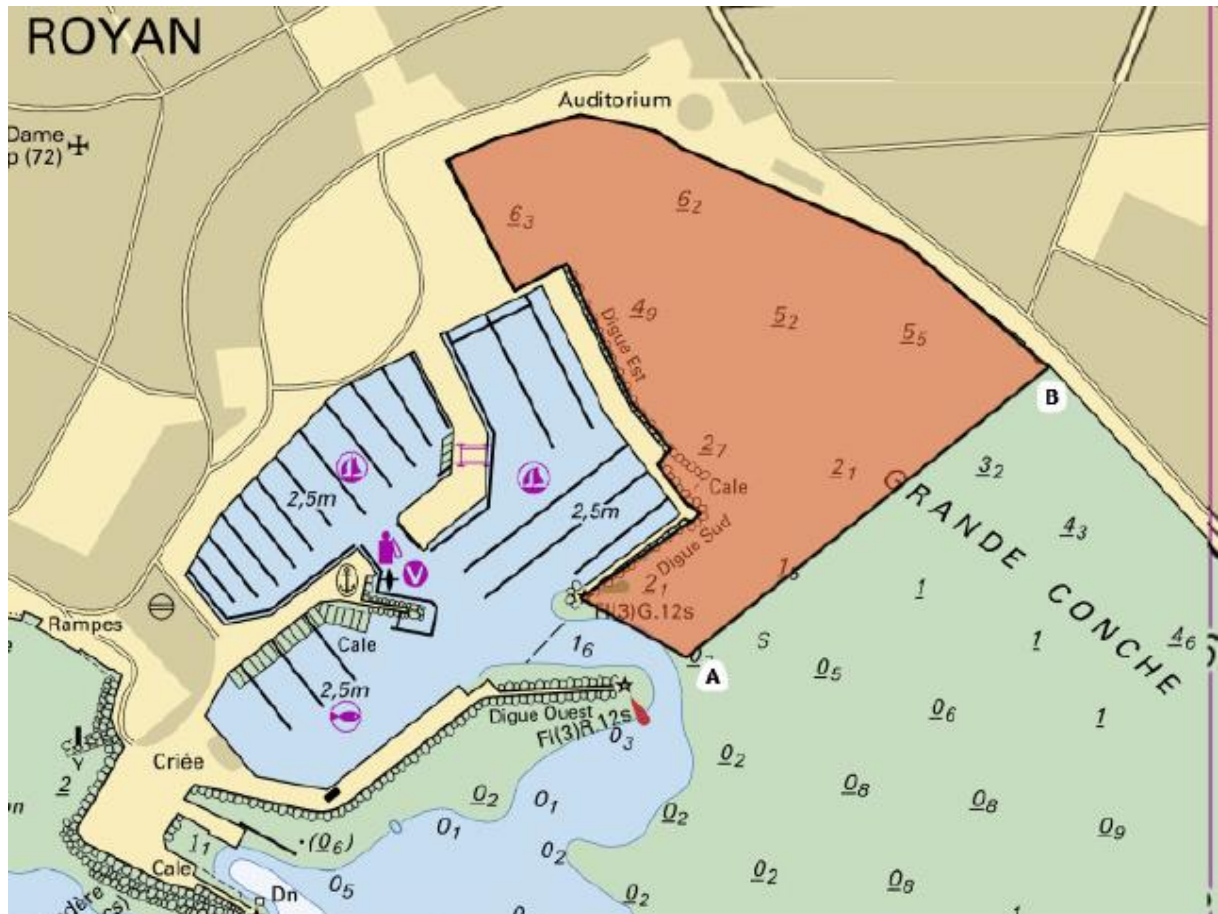 ROYAN
Auditorium
Dame
(72)
6₃
6₂
4₉
5₂
5₅
Digue Est
B
2₇
2₁
3₂
Cale
GRANDE CONCHE
2,5m
2,5m
4₃
V
Digue Sud
2₁
1
Fl(3)G.12s
Rampes
Cale
1₆
S
1
4₆
A
0₅
2,5m
Digue Ouest
Fl(3)R.12s
0₃
0₆
1
Criée
0₂
2
0₂
0₁
0₈
0₈
0₁
0₂
0₉
(0₆)
1₁
0₂
Cale
0₅
Dn
0₂
0₈
0₂